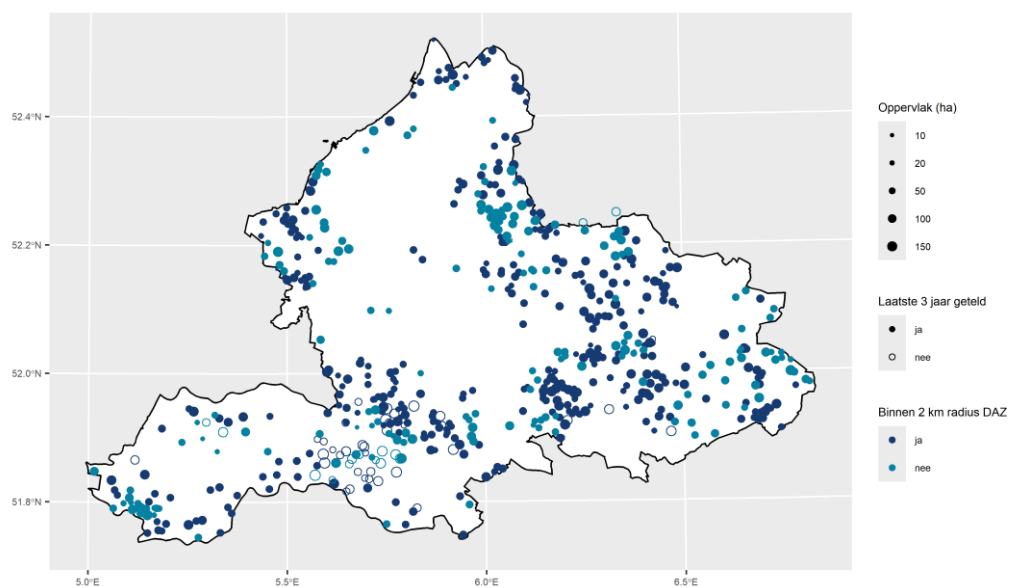 52.4°N
52.2°N
52.0°N
51.8°N
5.0°E
5.5°E
6.0°E
6.5°E
Oppervlak (ha)
10
20
50
100
150
Laatste 3 jaar geteld
ja
nee
Binnen 2 km radius DAZ
ja
nee